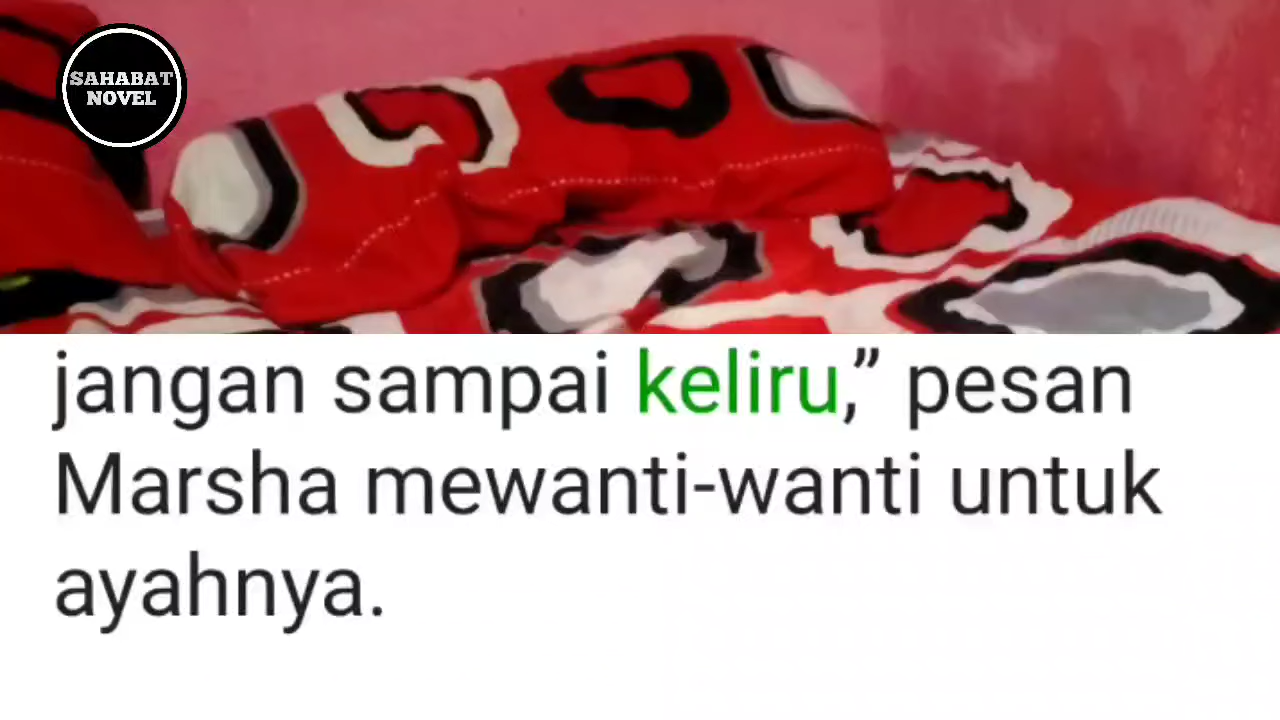 SAHABAT
NOVEL
jangan sampai keliru,” pesan
Marsha mewanti-wanti untuk
ayahnya.